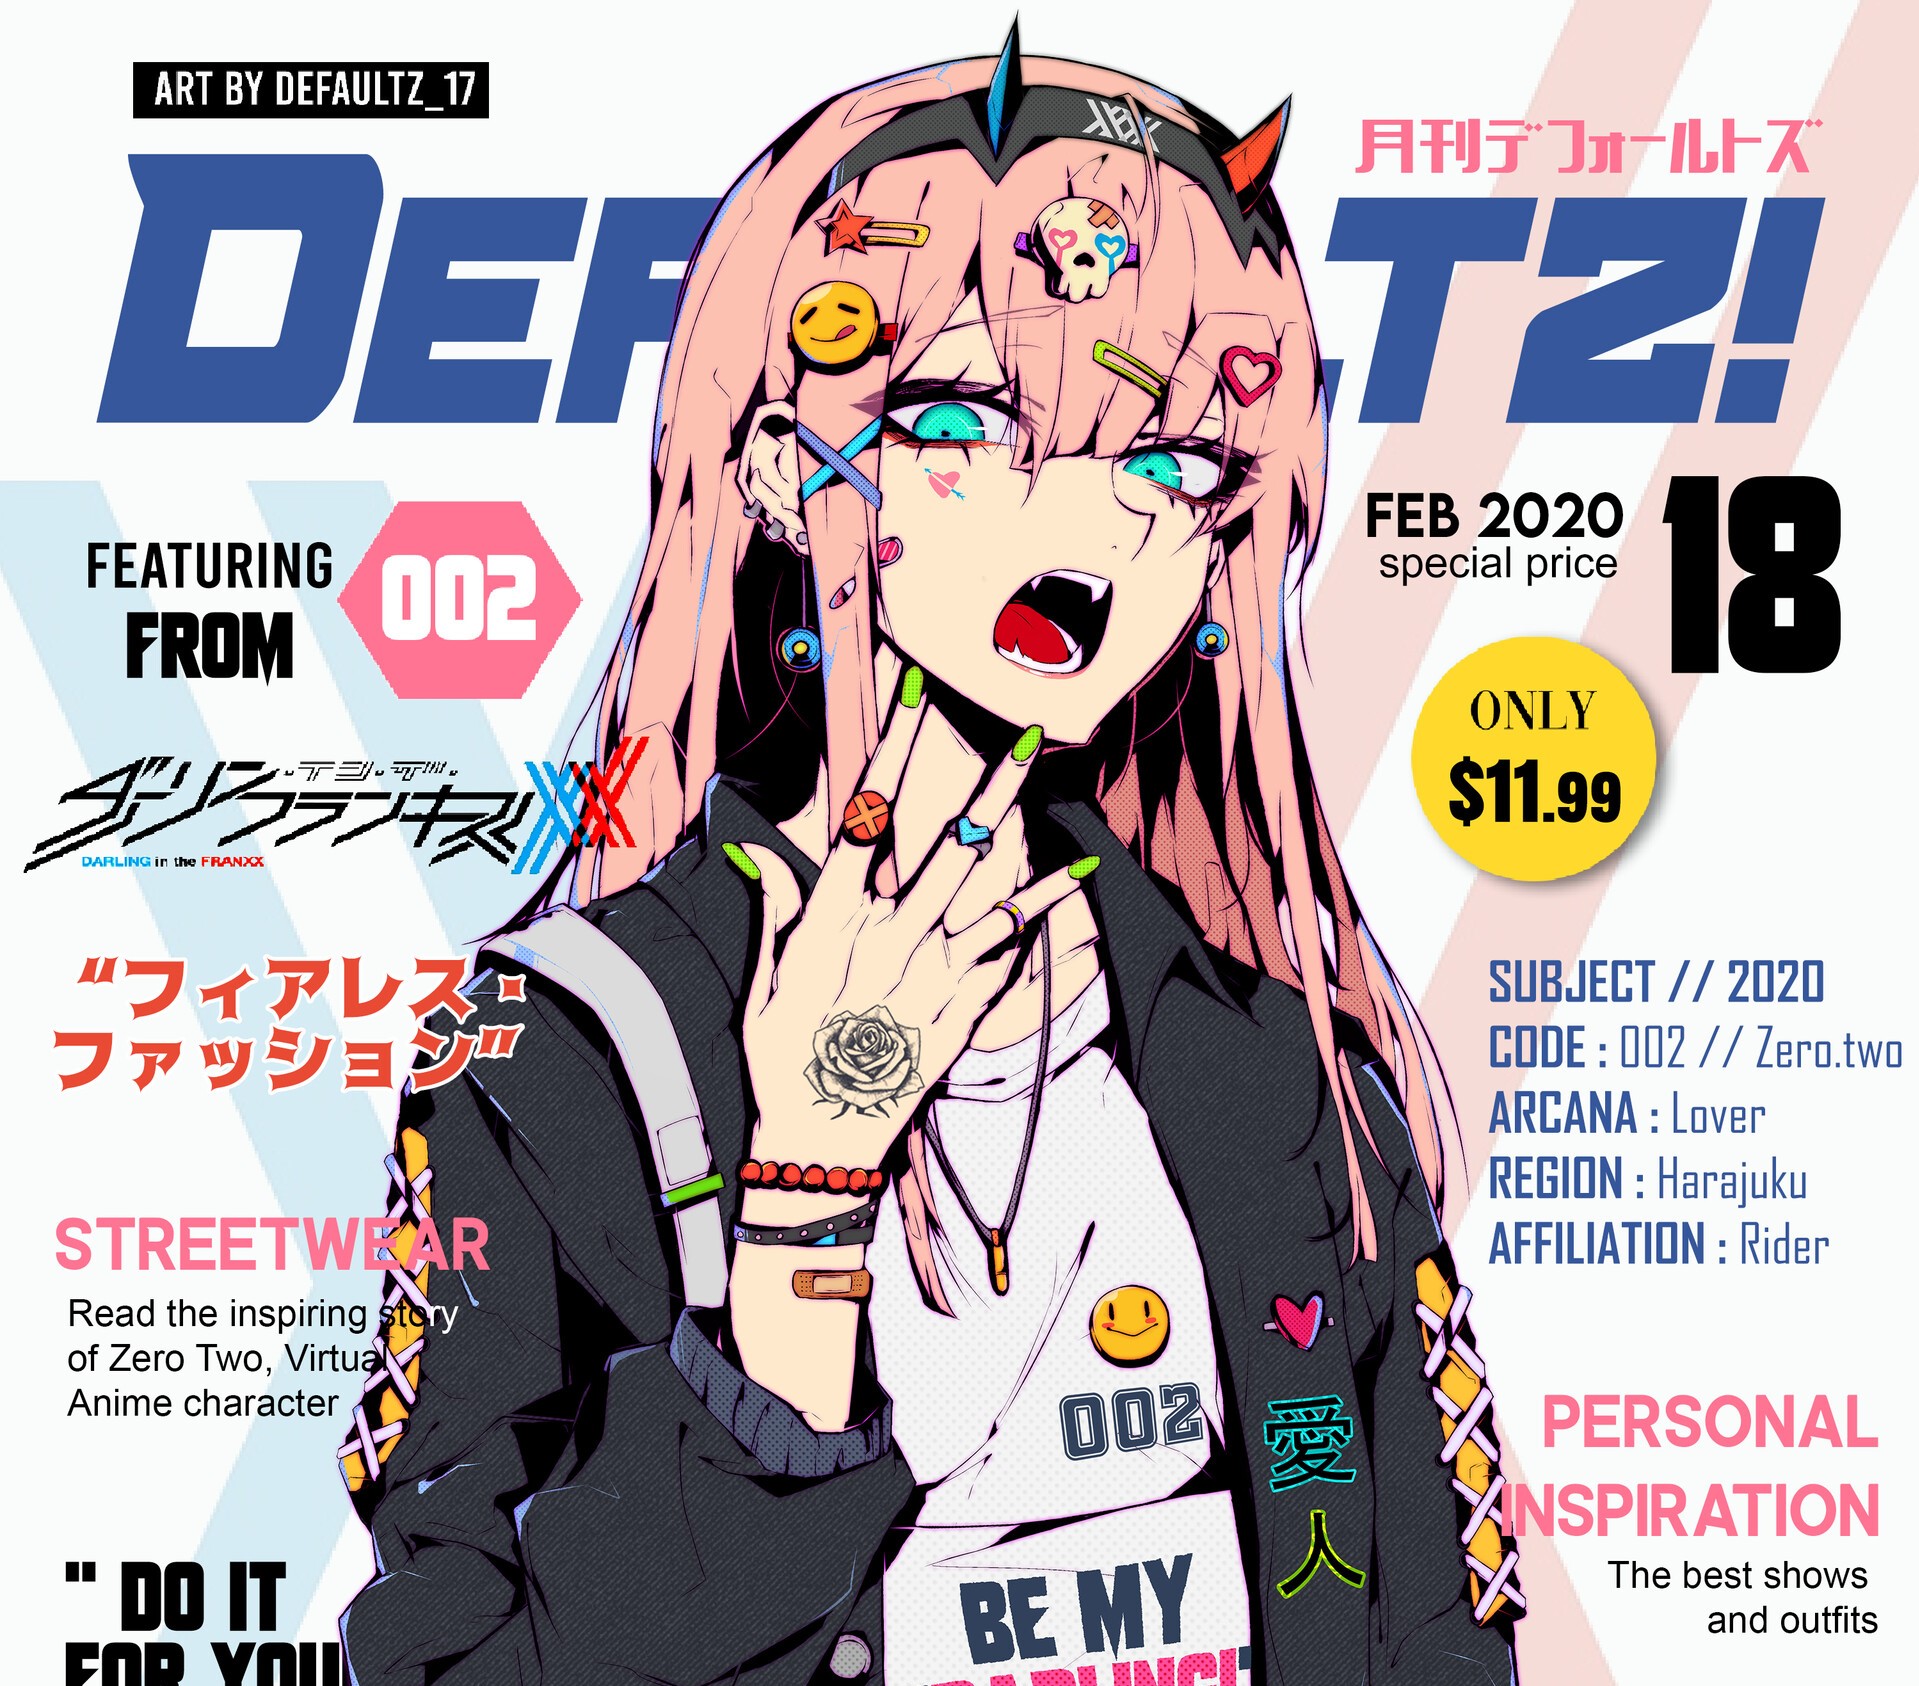 ART BY DEFAULTZ_17
月刊デフォールトズ
DEF LTZ!
FEATURING
FROM
002
FEB 2020
special price
18
ONLY
$11.99
ダーリン・イン・ザ・
フランキス
DARLING in the FRANXX
"フィアレス・
ファッション"
SUBJECT // 2020
CODE : 002 // Zero.two
ARCANA : Lover
REGION : Harajuku
AFFILIATION : Rider
STREETWEAR
Read the inspiring story
of Zero Two, Virtual
Anime character
002
愛
人
PERSONAL
INSPIRATION
The best shows
and outfits
" DO IT
FOR YOU
BE MY
DARLING!